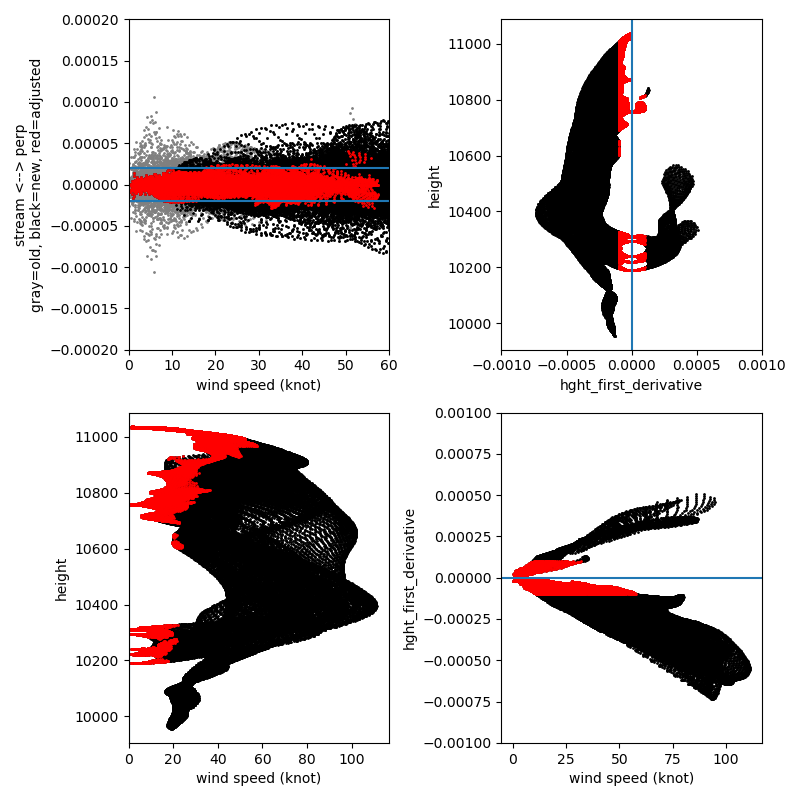 0.00020
0.00015
0.00010
0.00005
0.00000
−0.00005
−0.00010
−0.00015
−0.00020
stream <--> perp
gray=old, black=new, red=adjusted
0 10 20 30 40 50 60
wind speed (knot)
11000
10800
10600
10400
10200
10000
height
−0.0010 −0.0005 0.0000 0.0005 0.0010
hght_first_derivative
11000
10800
10600
10400
10200
10000
height
0 20 40 60 80 100
wind speed (knot)
0.00100
0.00075
0.00050
0.00025
0.00000
−0.00025
−0.00050
−0.00075
−0.00100
hght_first_derivative
0 25 50 75 100
wind speed (knot)